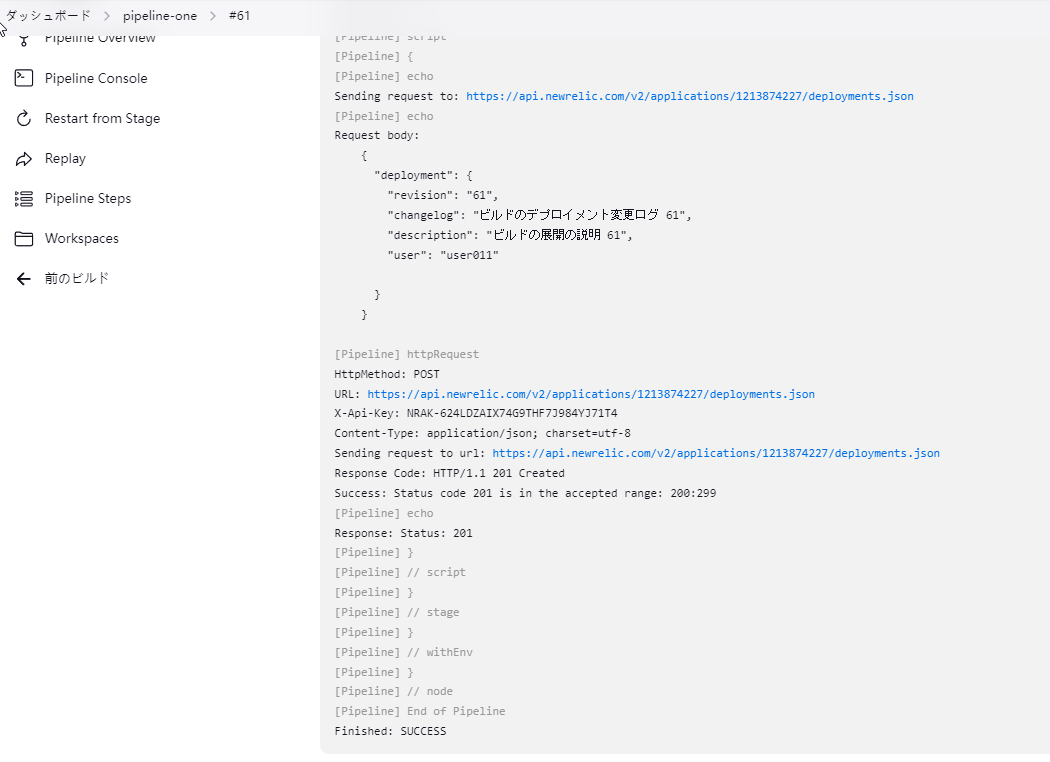 ダッシュボード > pipeline-one > #61
Pipeline Overview
Pipeline Console
Restart from Stage
Replay
Pipeline Steps
Workspaces
前のビルド
[Pipeline] script
[Pipeline] {
[Pipeline] echo
Sending request to: https://api.newrelic.com/v2/applications/1213874227/deployments.json
[Pipeline] echo
Request body:
{
"deployment": {
"revision": "61",
"changelog": "ビルドのデプロイメント変更ログ 61",
"description": "ビルドの展開の説明 61",
"user": "user011"
}
}
[Pipeline] httpRequest
HttpMethod: POST
URL: https://api.newrelic.com/v2/applications/1213874227/deployments.json
X-Api-Key: NRAK-624LDZAIX74G9THF7J984YJ71T4
Content-Type: application/json; charset=utf-8
Sending request to url: https://api.newrelic.com/v2/applications/1213874227/deployments.json
Response Code: HTTP/1.1 201 Created
Success: Status code 201 is in the accepted range: 200:299
[Pipeline] echo
Response: Status: 201
[Pipeline] }
[Pipeline] // script
[Pipeline] }
[Pipeline] // stage
[Pipeline] }
[Pipeline] // withEnv
[Pipeline] }
[Pipeline] // node
[Pipeline] End of Pipeline
Finished: SUCCESS